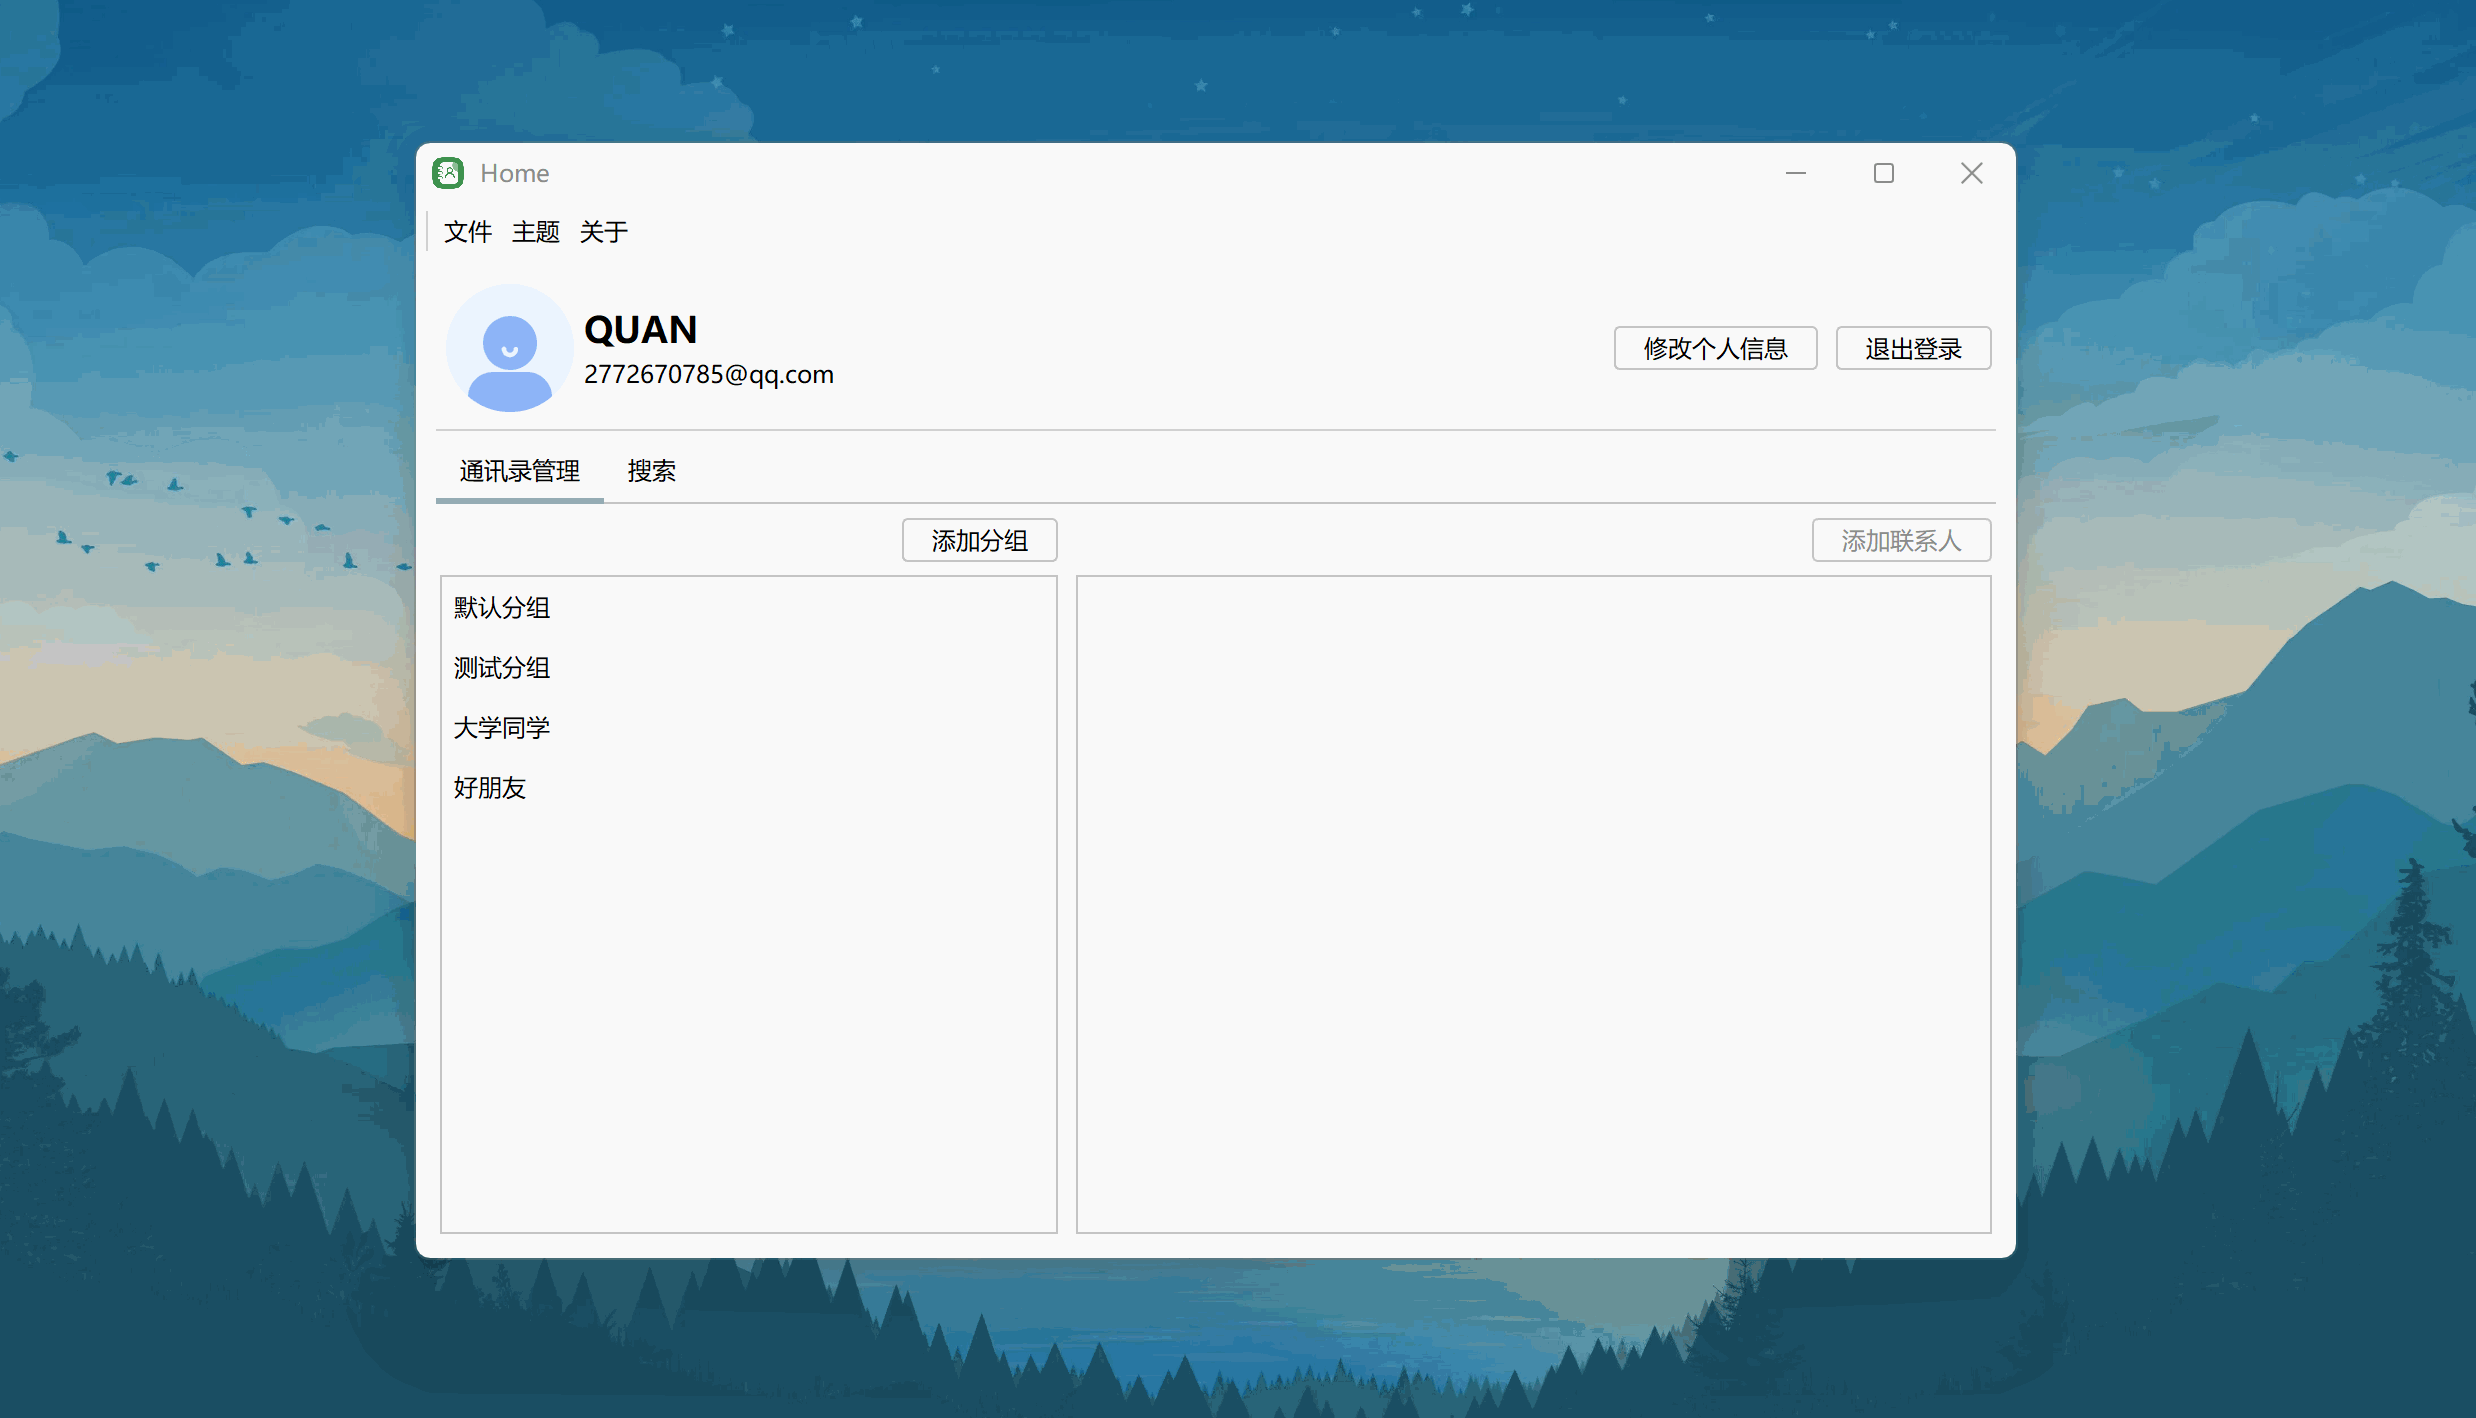 Home
文件 主题 关于
QUAN
2772670785@qq.com
修改个人信息 退出登录
通讯录管理 搜索
添加分组 添加联系人
默认分组
测试分组
大学同学
好朋友